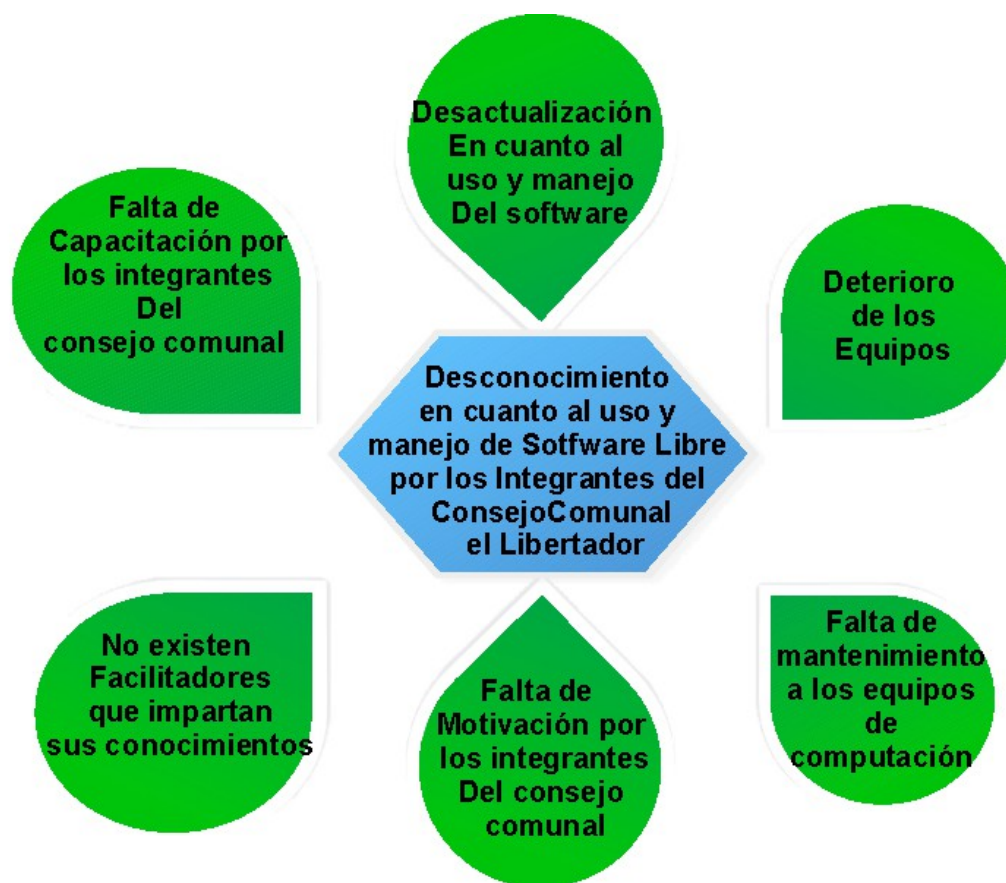 Desactualización
En cuanto al
uso y manejo
Del software
Falta de
Capacitación por
los integrantes
Del
consejo comunal
Deterioro
de los
Equipos
Desconocimiento
en cuanto al uso y
manejo de Sotfware Libre
por los Integrantes del
ConsejoComunal
el Libertador
No existen
Facilitadores
que impartan
sus conocimientos
Falta de
Motivación por
los integrantes
Del consejo
comunal
Falta de
mantenimiento
a los equipos
de
computación